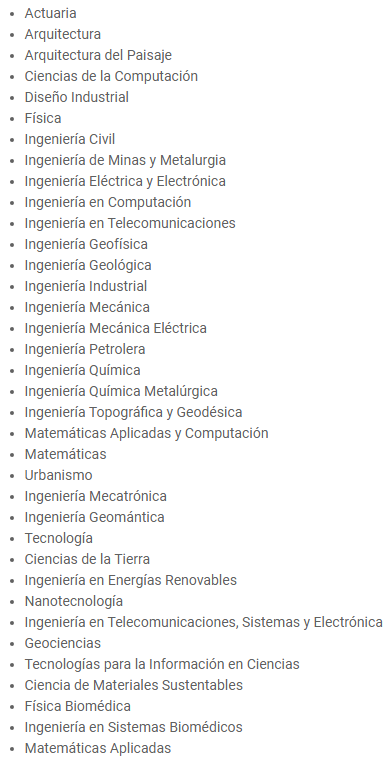 Actuaria
Arquitectura
Arquitectura del Paisaje
Ciencias de la Computación
Diseño Industrial
Física
Ingeniería Civil
Ingeniería de Minas y Metalurgia
Ingeniería Eléctrica y Electrónica
Ingeniería en Computación
Ingeniería en Telecomunicaciones
Ingeniería Geofísica
Ingeniería Geológica
Ingeniería Industrial
Ingeniería Mecánica
Ingeniería Mecánica Eléctrica
Ingeniería Petrolera
Ingeniería Química
Ingeniería Química Metalúrgica
Ingeniería Topográfica y Geodésica
Matemáticas Aplicadas y Computación
Matemáticas
Urbanismo
Ingeniería Mecatrónica
Ingeniería Geomántica
Tecnología
Ciencias de la Tierra
Ingeniería en Energías Renovables
Nanotecnología
Ingeniería en Telecomunicaciones, Sistemas y Electrónica
Geociencias
Tecnologías para la Información en Ciencias
Ciencia de Materiales Sustentables
Física Biomédica
Ingeniería en Sistemas Biomédicos
Matemáticas Aplicadas